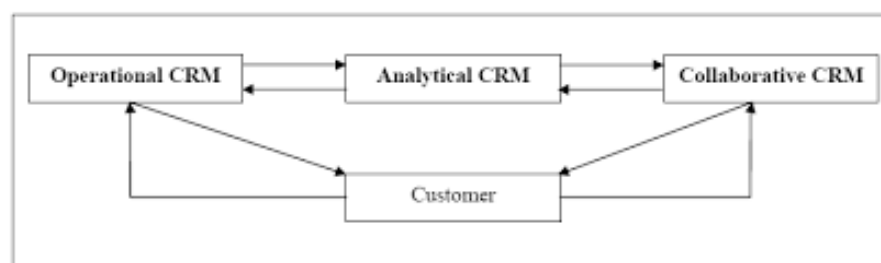 Operational CRM
Analytical CRM
Collaborative CRM
Customer